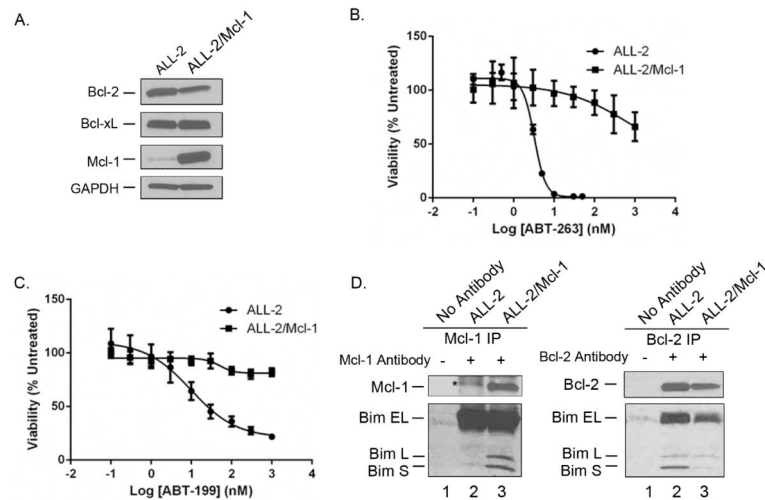 A.
ALL-2
ALL-2/Mcl-1
Bcl-2
Bcl-xL
Mcl-1
GAPDH
B.
Viability (% Untreated)
150
100
50
0
-2 -1 0 1 2 3 4
Log [ABT-263] (nM)
ALL-2
ALL-2/Mcl-1
C.
Viability (% Untreated)
150
100
50
0
-2 -1 0 1 2 3 4
Log [ABT-199] (nM)
ALL-2
ALL-2/Mcl-1
D.
No Antibody
ALL-2
ALL-2/Mcl-1
Mcl-1 IP
Mcl-1 Antibody - + +
Mcl-1 *
Bim EL
Bim L
Bim S
1 2 3
No Antibody
ALL-2
ALL-2/Mcl-1
Bcl-2 IP
Bcl-2 Antibody - + +
Bcl-2
Bim EL
Bim L
Bim S
1 2 3